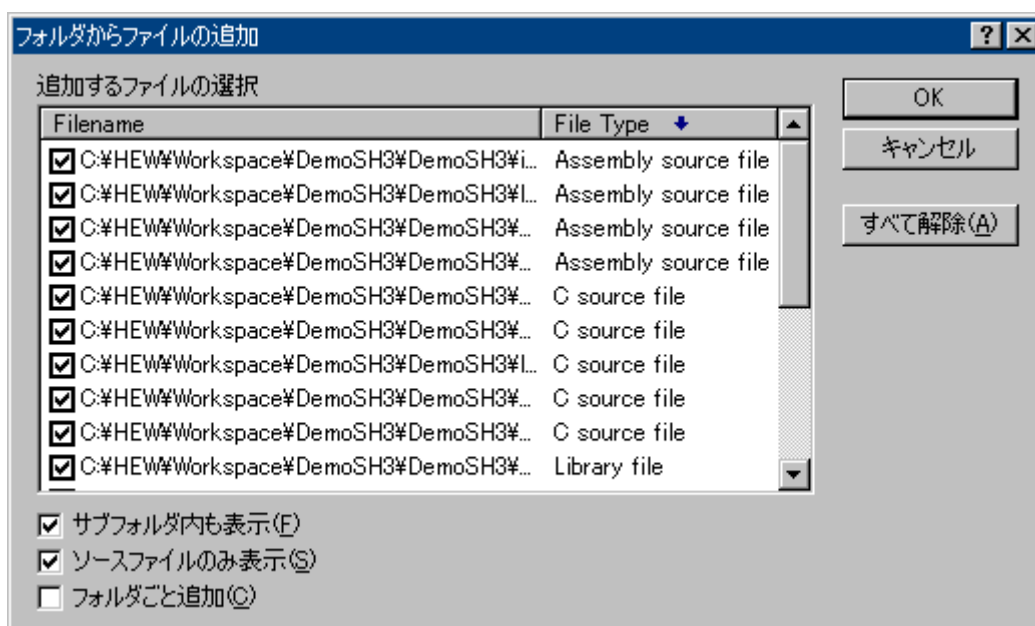 フォルダからファイルの追加
追加するファイルの選択
Filename File Type
C:¥HEW¥Workspace¥DemoSH3¥DemoSH3¥i... Assembly source file
C:¥HEW¥Workspace¥DemoSH3¥DemoSH3¥l... Assembly source file
C:¥HEW¥Workspace¥DemoSH3¥DemoSH3¥... Assembly source file
C:¥HEW¥Workspace¥DemoSH3¥DemoSH3¥... Assembly source file
C:¥HEW¥Workspace¥DemoSH3¥DemoSH3¥... C source file
C:¥HEW¥Workspace¥DemoSH3¥DemoSH3¥... C source file
C:¥HEW¥Workspace¥DemoSH3¥DemoSH3¥l... C source file
C:¥HEW¥Workspace¥DemoSH3¥DemoSH3¥... C source file
C:¥HEW¥Workspace¥DemoSH3¥DemoSH3¥... C source file
C:¥HEW¥Workspace¥DemoSH3¥DemoSH3¥... Library file
サブフォルダ内も表示(F)
ソースファイルのみ表示(S)
フォルダごと追加(C)
OK
キャンセル
すべて解除(A)